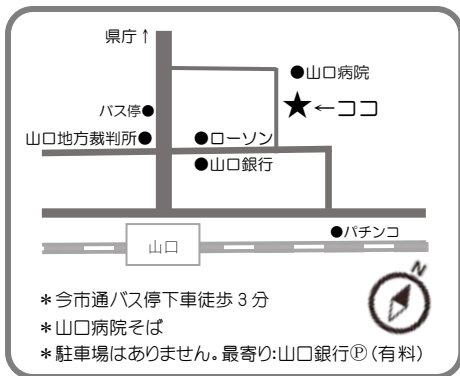 県庁↑
●山口病院
バス停●
★←ココ
山口地方裁判所●
●ローソン
●山口銀行
●パチンコ
山口
N
＊今市通バス停下車徒歩3分
＊山口病院そば
＊駐車場はありません。最寄り:山口銀行Ⓟ(有料)